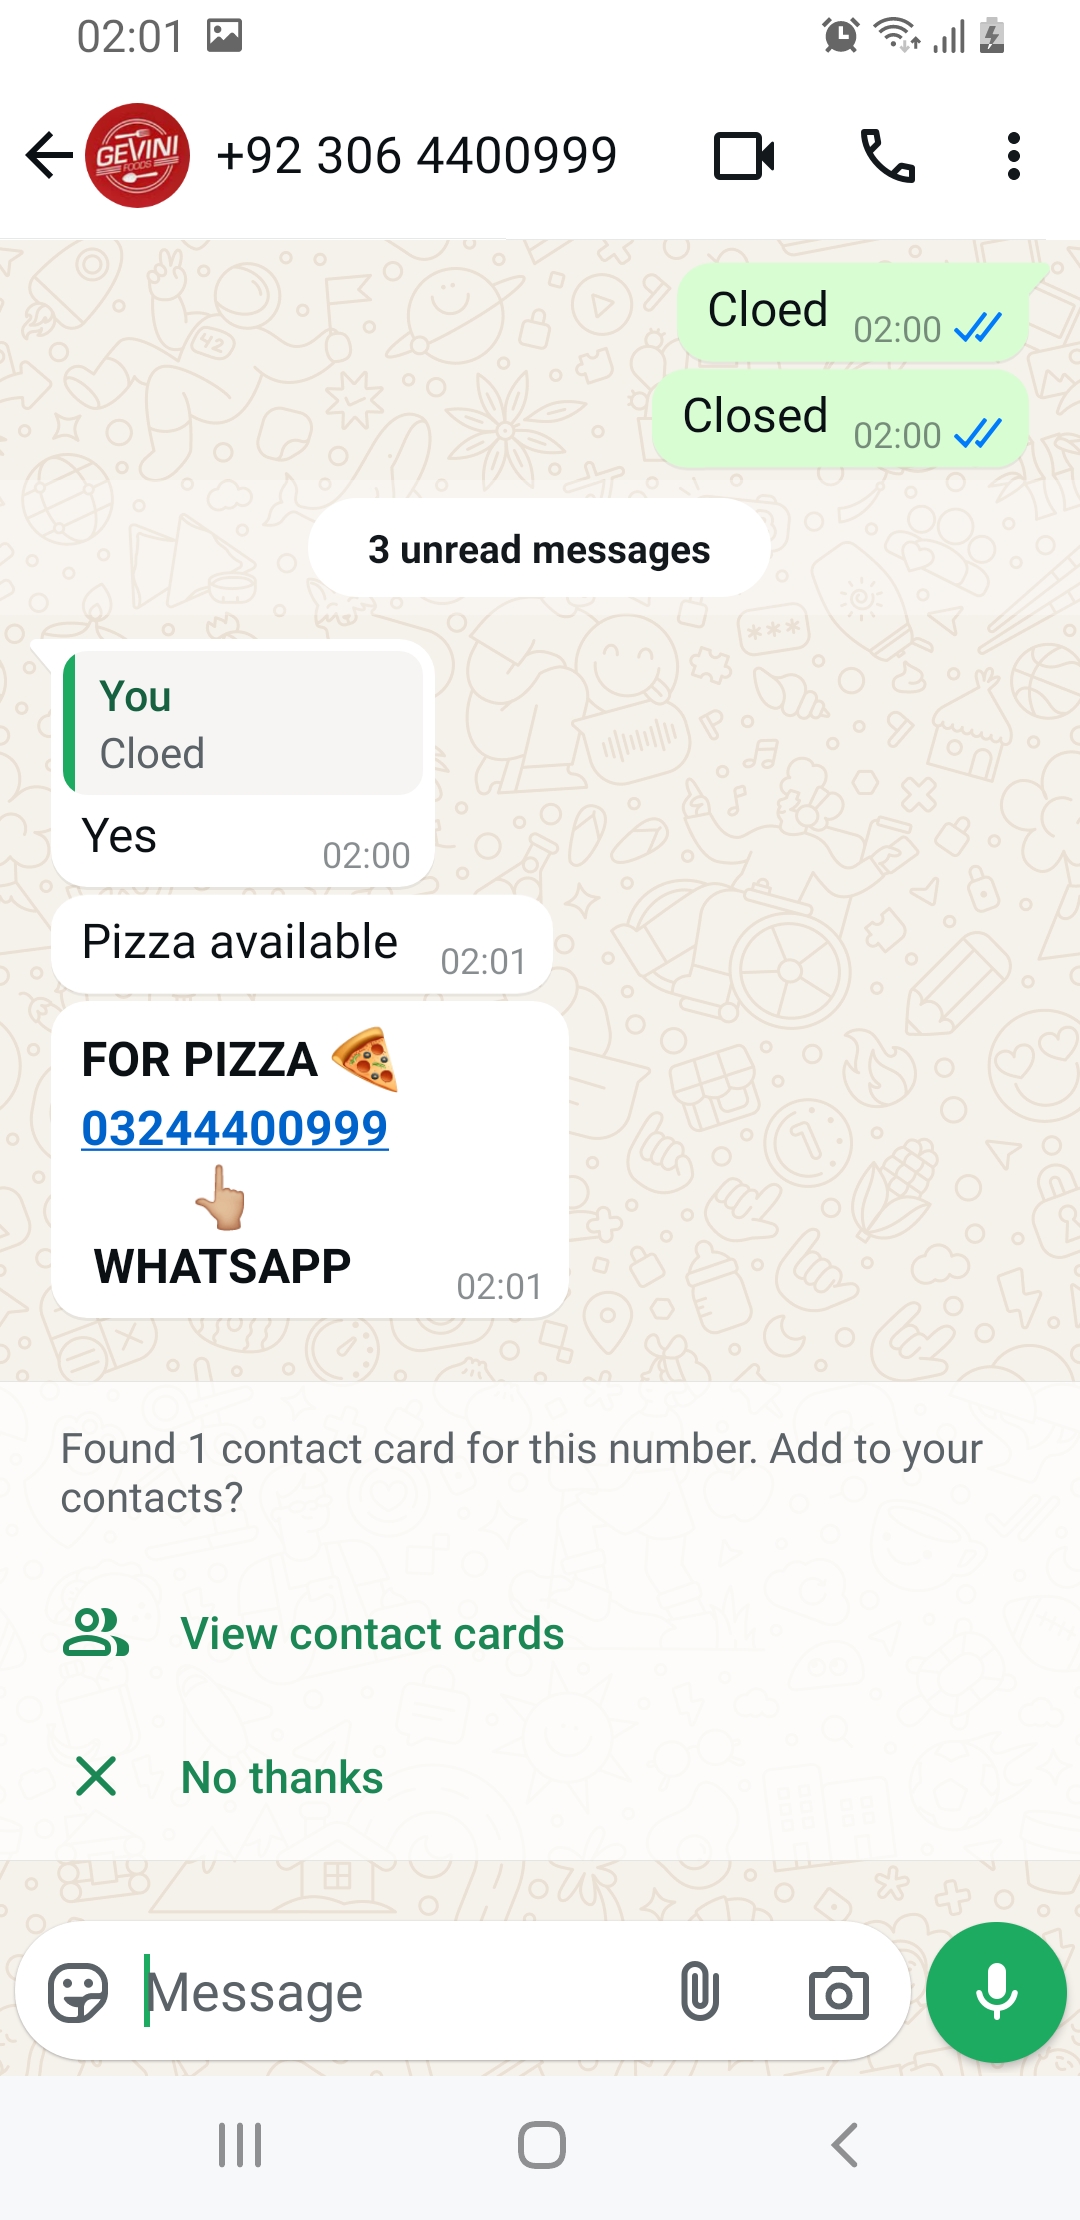 02:01
GEVINI
FOODS
+92 306 4400999
Cloed 02:00
Closed 02:00
3 unread messages
You
Cloed
Yes 02:00
Pizza available 02:01
FOR PIZZA 🍕
03244400999
👆🏼
WHATSAPP 02:01
Found 1 contact card for this number. Add to your
contacts?
View contact cards
No thanks
Message